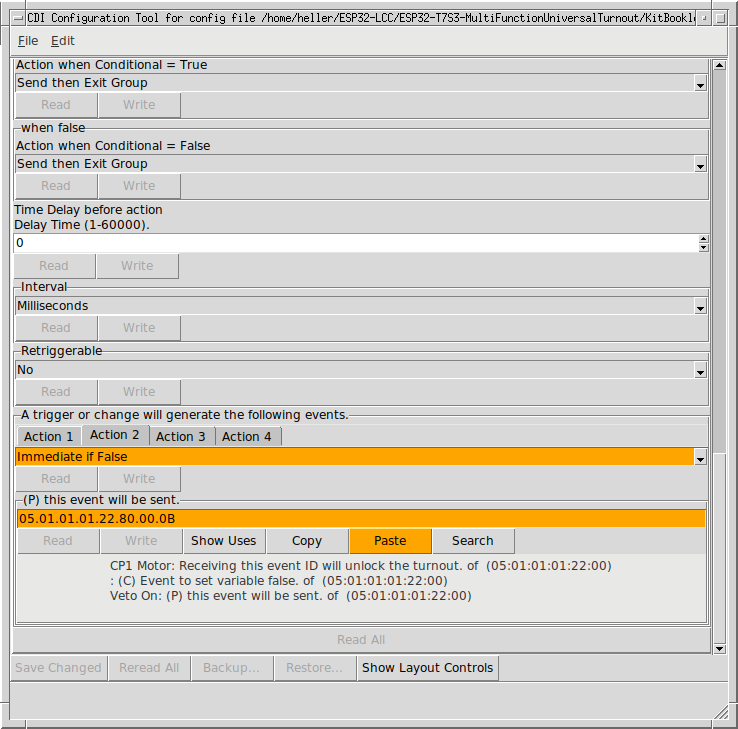 CDI Configuration Tool for config file /home/heller/ESP32-LCC/ESP32-T7S3-MultiFunctionUniversalTurnout/KitBookl
File Edit
Action when Conditional = True
Send then Exit Group
Read Write
when false
Action when Conditional = False
Send then Exit Group
Read Write
Time Delay before action
Delay Time (1-60000).
0
Read Write
Interval
Milliseconds
Read Write
Retriggerable
No
Read Write
A trigger or change will generate the following events.
Action 1 Action 2 Action 3 Action 4
Immediate if False
Read Write
(P) this event will be sent.
05.01.01.01.22.80.00.0B
Read Write Show Uses Copy Paste Search
CP1 Motor: Receiving this event ID will unlock the turnout. of (05:01:01:01:22:00)
: (C) Event to set variable false. of (05:01:01:01:22:00)
Veto On: (P) this event will be sent. of (05:01:01:01:22:00)
Read All
Save Changed Reread All Backup... Restore... Show Layout Controls